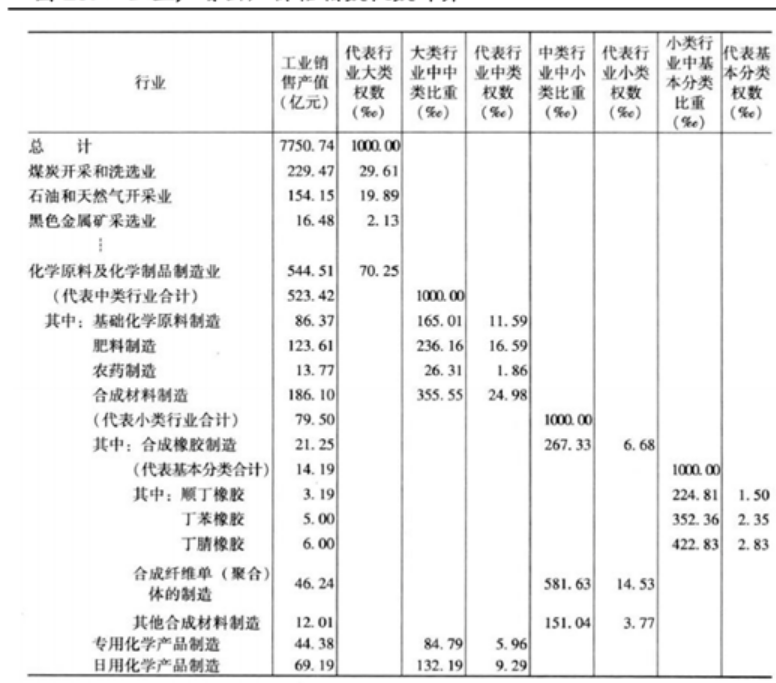 行业 工业销售产值(亿元) 代表行业大类权数(‰) 大类行业中中类比重(‰) 代表行业中类权数(‰) 中类行业中小类比重(‰) 代表行业小类权数(‰) 小类行业中基本分类比重(‰) 代表基本分类权数(‰)
总 计 7750.74 1000.00
煤炭开采和洗选业 229.47 29.61
石油和天然气开采业 154.15 19.89
黑色金属矿采选业 16.48 2.13
⋮
化学原料及化学制品制造业 544.51 70.25
(代表中类行业合计) 523.42 1000.00
其中:基础化学原料制造 86.37 165.01 11.59
肥料制造 123.61 236.16 16.59
农药制造 13.77 26.31 1.86
合成材料制造 186.10 355.55 24.98
(代表小类行业合计) 79.50 1000.00
其中:合成橡胶制造 21.25 267.33 6.68
(代表基本分类合计) 14.19 1000.00
其中:顺丁橡胶 3.19 224.81 1.50
丁苯橡胶 5.00 352.36 2.35
丁腈橡胶 6.00 422.83 2.83
合成纤维单(聚合)体的制造 46.24 581.63 14.53
其他合成材料制造 12.01 151.04 3.77
专用化学产品制造 44.38 84.79 5.96
日用化学产品制造 69.19 132.19 9.29